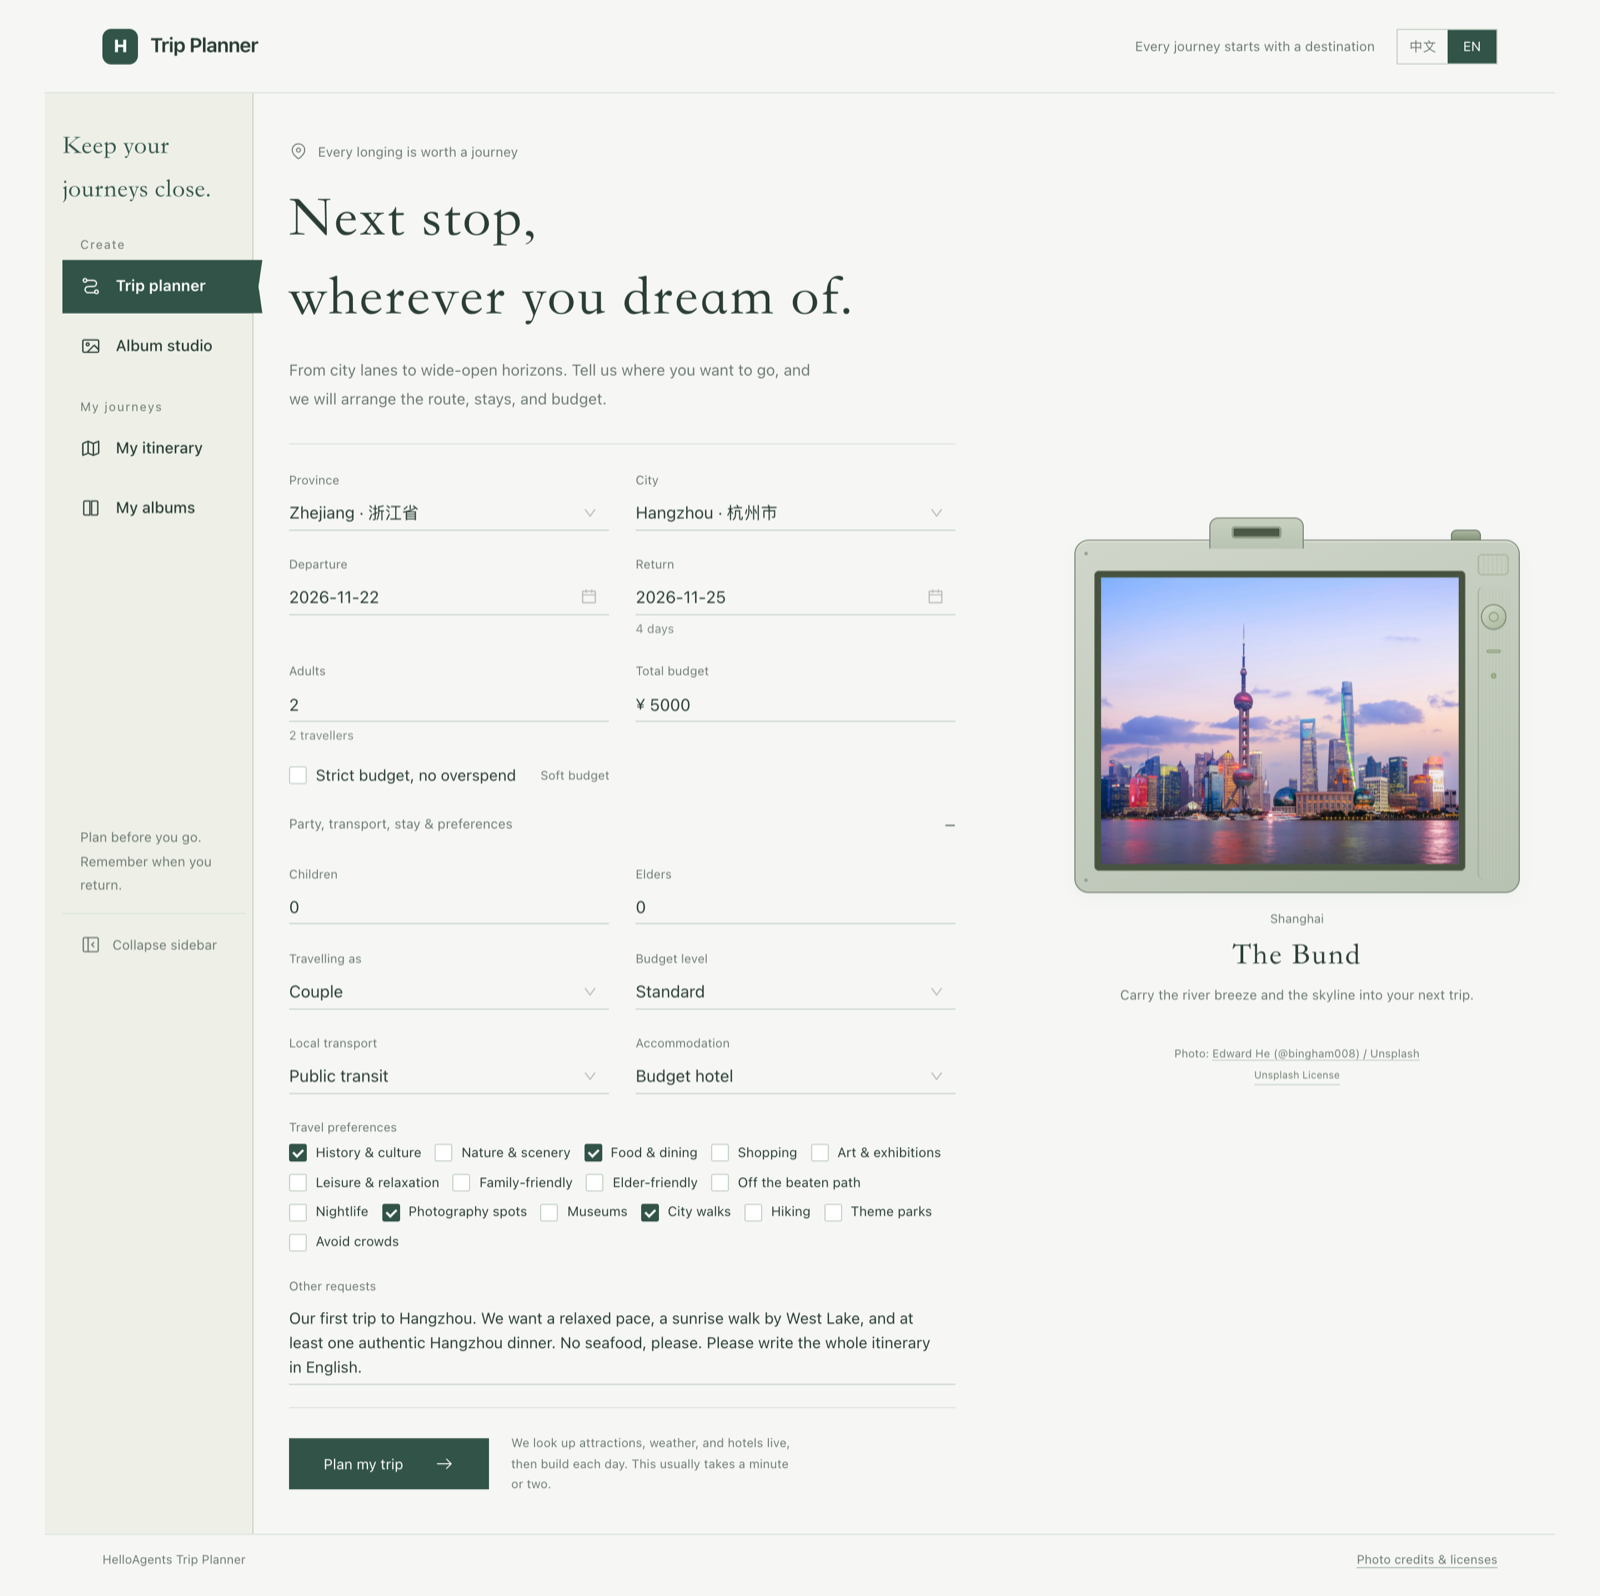 H Trip Planner
Every journey starts with a destination
中文 EN
Keep your
journeys close.
Create
Trip planner
Album studio
My journeys
My itinerary
My albums
Plan before you go.
Remember when you
return.
Collapse sidebar
Every longing is worth a journey
Next stop,
wherever you dream of.
From city lanes to wide-open horizons. Tell us where you want to go, and
we will arrange the route, stays, and budget.
Province
Zhejiang · 浙江省
City
Hangzhou · 杭州市
Departure
2026-11-22
Return
2026-11-25
4 days
Adults
2
2 travellers
Total budget
¥ 5000
Strict budget, no overspend Soft budget
Party, transport, stay & preferences
Children
0
Elders
0
Travelling as
Couple
Budget level
Standard
Local transport
Public transit
Accommodation
Budget hotel
Travel preferences
History & culture Nature & scenery Food & dining Shopping Art & exhibitions
Leisure & relaxation Family-friendly Elder-friendly Off the beaten path
Nightlife Photography spots Museums City walks Hiking Theme parks
Avoid crowds
Other requests
Our first trip to Hangzhou. We want a relaxed pace, a sunrise walk by West Lake, and at
least one authentic Hangzhou dinner. No seafood, please. Please write the whole itinerary
in English.
Plan my trip
We look up attractions, weather, and hotels live,
then build each day. This usually takes a minute
or two.
Shanghai
The Bund
Carry the river breeze and the skyline into your next trip.
Photo: Edward He (@bingham008) / Unsplash
Unsplash License
HelloAgents Trip Planner
Photo credits & licenses